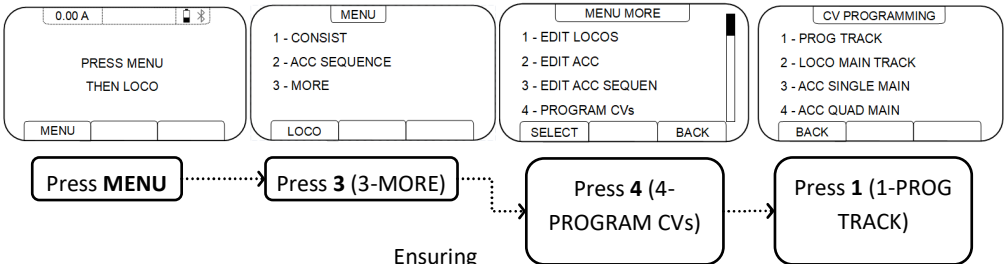 0.00 A
PRESS MENU
THEN LOCO
MENU
MENU
1 - CONSIST
2 - ACC SEQUENCE
3 - MORE
LOCO
MENU MORE
1 - EDIT LOCOS
2 - EDIT ACC
3 - EDIT ACC SEQUEN
4 - PROGRAM CVs
SELECT BACK
CV PROGRAMMING
1 - PROG TRACK
2 - LOCO MAIN TRACK
3 - ACC SINGLE MAIN
4 - ACC QUAD MAIN
BACK
Press MENU
Press 3 (3-MORE)
Press 4 (4-
PROGRAM CVs)
Press 1 (1-PROG
TRACK)
Ensuring